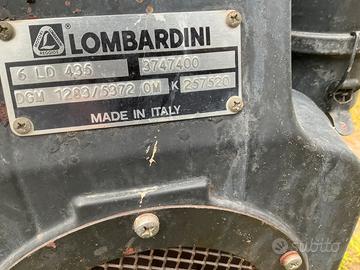 LOMBARDINI
6 LD 435 3747400
DGM 1283/5372 OM K 257520
MADE IN ITALY
subito